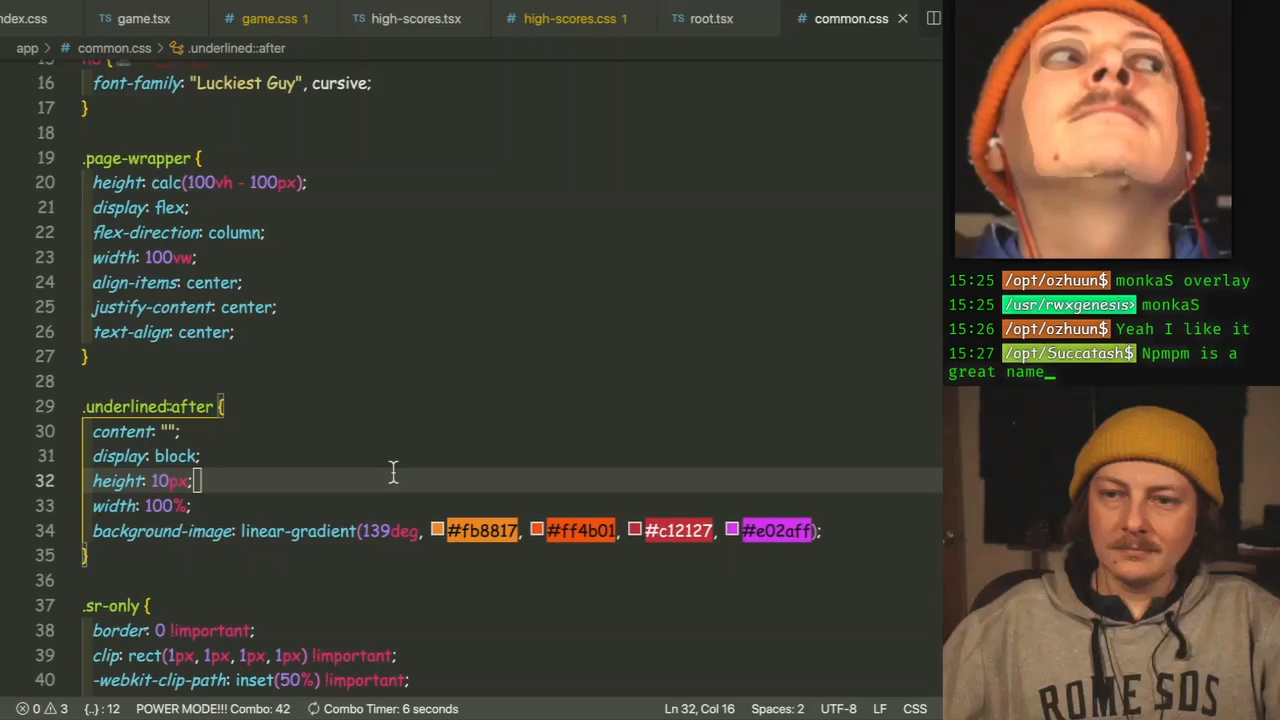 ndex.css
TS game.tsx
# game.css 1
TS high-scores.tsx
# high-scores.css 1
TS root.tsx
# common.css
app > # common.css > .underlined::after
16 font-family: "Luckiest Guy", cursive;
17 }
18
19 .page-wrapper {
20 height: calc(100vh - 100px);
21 display: flex;
22 flex-direction: column;
23 width: 100vw;
24 align-items: center;
25 justify-content: center;
26 text-align: center;
27 }
28
29 .underlined::after {
30 content: "";
31 display: block;
32 height: 10px;
33 width: 100%;
34 background-image: linear-gradient(139deg, #fb8817, #ff4b01, #c12127, #e02aff);
35 }
36
37 .sr-only {
38 border: 0 !important;
39 clip: rect(1px, 1px, 1px, 1px) !important;
40 -webkit-clip-path: inset(50%) !important;
0 3 {..} : 12 POWER MODE!!! Combo: 42 Combo Timer: 6 seconds Ln 32, Col 16 Spaces: 2 UTF-8 LF CSS
15:25 /opt/ozhuun$ monkaS overlay
15:25 /usr/rwxgenesis> monkaS
15:26 /opt/ozhuun$ Yeah I like it
15:27 /opt/Succatash$ Npmpm is a
great name_
ROME SDS